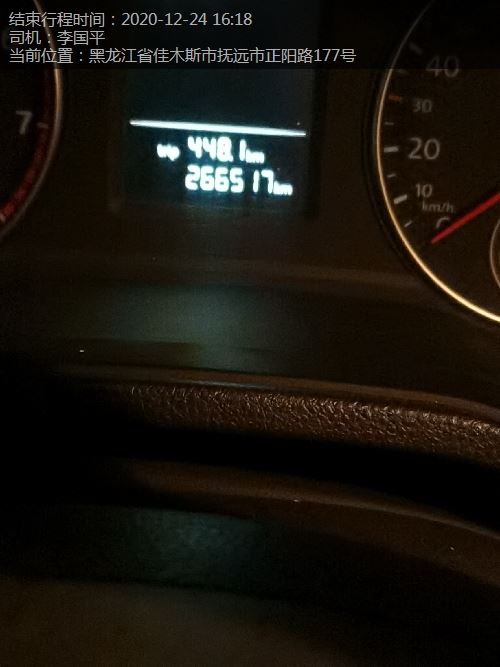 结束行程时间：2020-12-24 16:18
司机：李国平
当前位置：黑龙江省佳木斯市抚远市正阳路177号
40
30
7
20
trip 448.1km
266517km
10
km/h